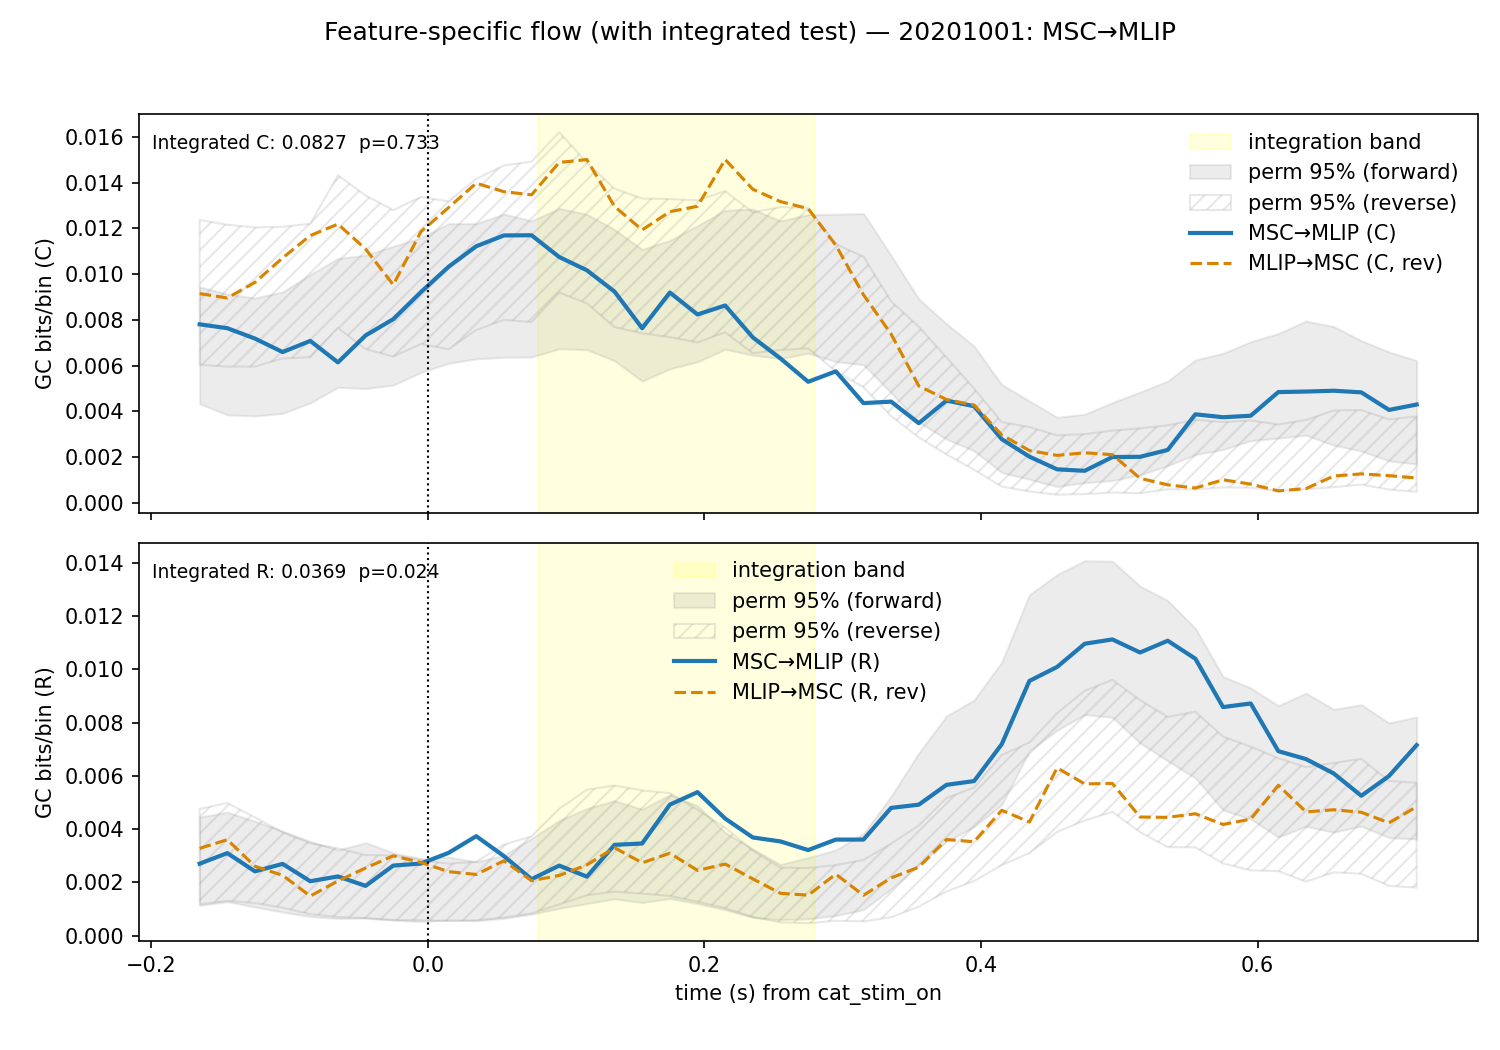 Feature-specific flow (with integrated test) — 20201001: MSC→MLIP
Integrated C: 0.0827  p=0.733
integration band
perm 95% (forward)
perm 95% (reverse)
MSC→MLIP (C)
MLIP→MSC (C, rev)
GC bits/bin (C)
0.016
0.014
0.012
0.010
0.008
0.006
0.004
0.002
0.000
Integrated R: 0.0369  p=0.024
integration band
perm 95% (forward)
perm 95% (reverse)
MSC→MLIP (R)
MLIP→MSC (R, rev)
GC bits/bin (R)
0.014
0.012
0.010
0.008
0.006
0.004
0.002
0.000
−0.2
0.0
0.2
0.4
0.6
time (s) from cat_stim_on